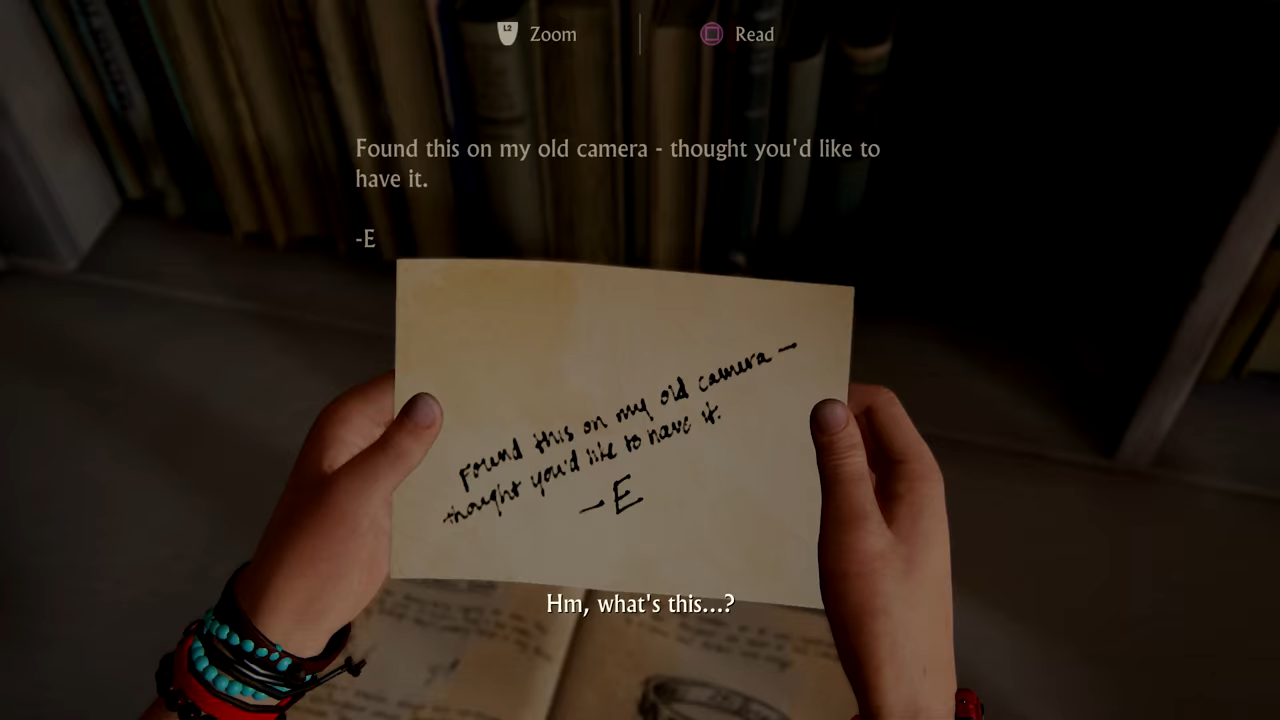 L2 Zoom Read
Found this on my old camera - thought you'd like to
have it.
-E
Found this on my old camera —
thought you'd like to have it.
—E
Hm, what's this...?